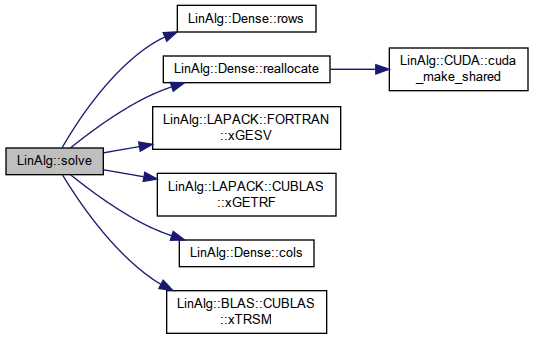 LinAlg::solve
LinAlg::Dense::rows
LinAlg::Dense::reallocate
LinAlg::CUDA::cuda
_make_shared
LinAlg::LAPACK::FORTRAN
::xGESV
LinAlg::LAPACK::CUBLAS
::xGETRF
LinAlg::Dense::cols
LinAlg::BLAS::CUBLAS
::xTRSM